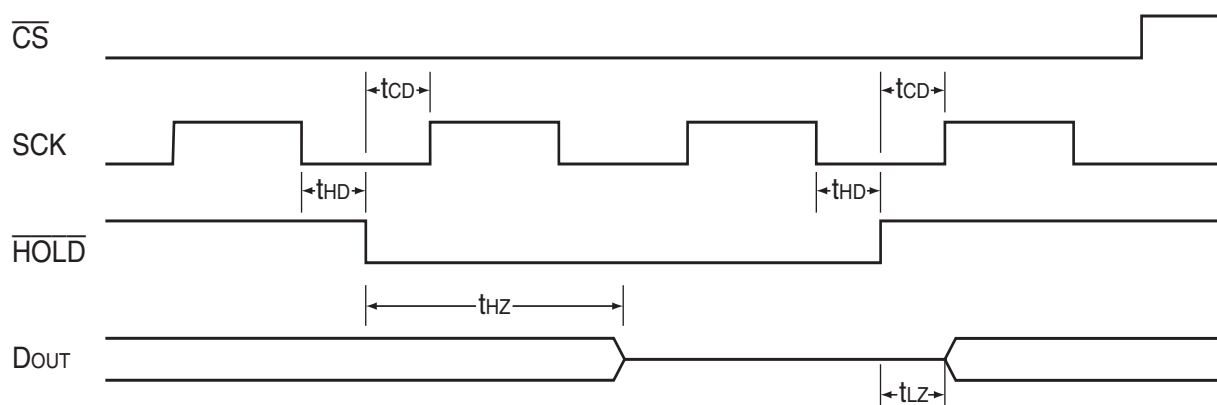 CS
tCD tCD
SCK
tHD tHD
HOLD
tHZ
DOUT
tLZ